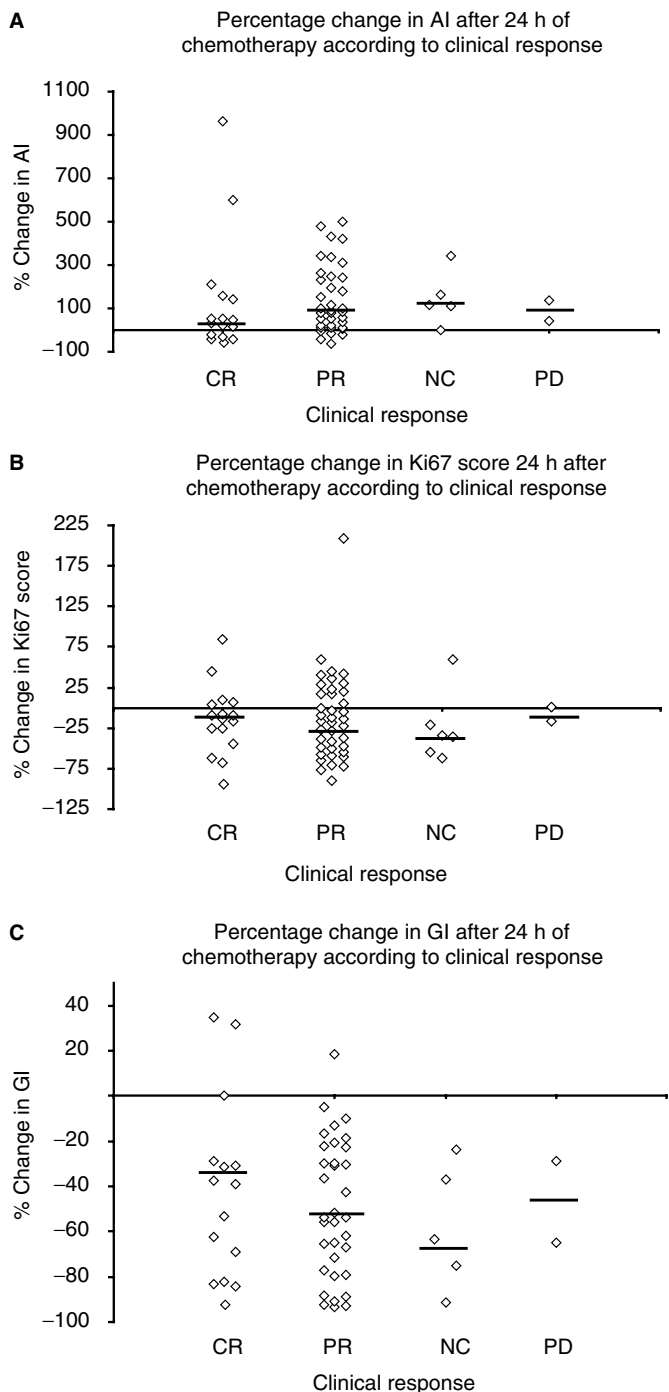 A
Percentage change in AI after 24 h of
chemotherapy according to clinical response
% Change in AI
1100
900
700
500
300
100
−100
CR PR NC PD
Clinical response
B
Percentage change in Ki67 score 24 h after
chemotherapy according to clinical response
% Change in Ki67 score
225
175
125
75
25
−25
−75
−125
CR PR NC PD
Clinical response
C
Percentage change in GI after 24 h of
chemotherapy according to clinical response
% Change in GI
40
20
−20
−40
−60
−80
−100
CR PR NC PD
Clinical response